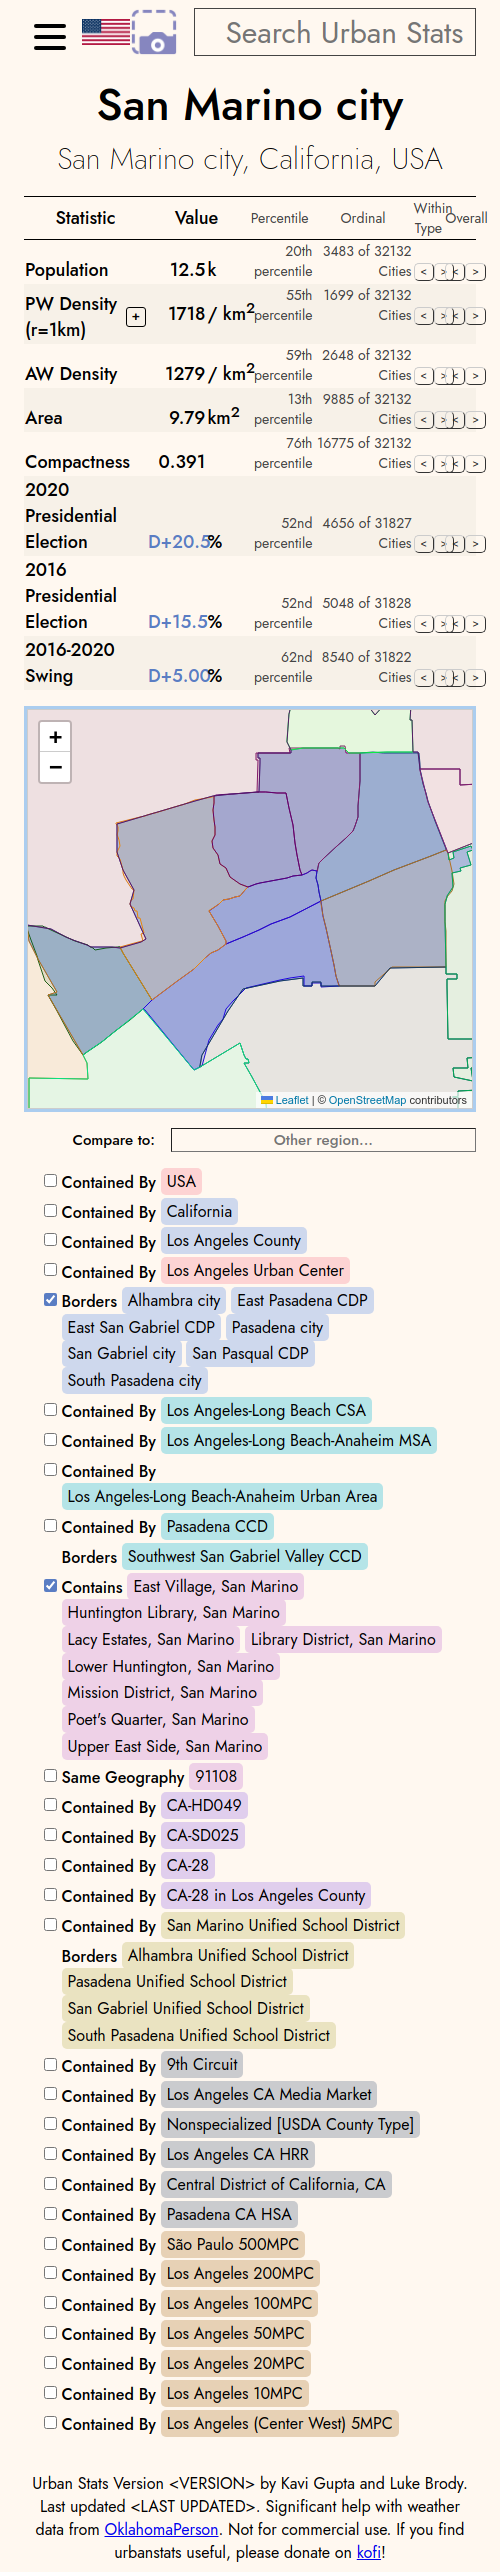 Search Urban Stats
San Marino city
San Marino city, California, USA
Statistic Value Percentile Ordinal Within Type Overall
Population 12.5 k 20th percentile 3483 of 32132 Cities < > < >
PW Density (r=1km) + 1718 / km2 55th percentile 1699 of 32132 Cities < > < >
AW Density 1279 / km2 59th percentile 2648 of 32132 Cities < > < >
Area 9.79 km2 13th percentile 9885 of 32132 Cities < > < >
Compactness 0.391 76th percentile 16775 of 32132 Cities < > < >
2020 Presidential Election D+20.5% 52nd percentile 4656 of 31827 Cities < > < >
2016 Presidential Election D+15.5% 52nd percentile 5048 of 31828 Cities < > < >
2016-2020 Swing D+5.00% 62nd percentile 8540 of 31822 Cities < > < >
+
−
Leaflet | © OpenStreetMap contributors
Compare to: Other region...
Contained By USA
Contained By California
Contained By Los Angeles County
Contained By Los Angeles Urban Center
Borders Alhambra city East Pasadena CDP
East San Gabriel CDP Pasadena city
San Gabriel city San Pasqual CDP
South Pasadena city
Contained By Los Angeles-Long Beach CSA
Contained By Los Angeles-Long Beach-Anaheim MSA
Contained By
Los Angeles-Long Beach-Anaheim Urban Area
Contained By Pasadena CCD
Borders Southwest San Gabriel Valley CCD
Contains East Village, San Marino
Huntington Library, San Marino
Lacy Estates, San Marino Library District, San Marino
Lower Huntington, San Marino
Mission District, San Marino
Poet's Quarter, San Marino
Upper East Side, San Marino
Same Geography 91108
Contained By CA-HD049
Contained By CA-SD025
Contained By CA-28
Contained By CA-28 in Los Angeles County
Contained By San Marino Unified School District
Borders Alhambra Unified School District
Pasadena Unified School District
San Gabriel Unified School District
South Pasadena Unified School District
Contained By 9th Circuit
Contained By Los Angeles CA Media Market
Contained By Nonspecialized [USDA County Type]
Contained By Los Angeles CA HRR
Contained By Central District of California, CA
Contained By Pasadena CA HSA
Contained By São Paulo 500MPC
Contained By Los Angeles 200MPC
Contained By Los Angeles 100MPC
Contained By Los Angeles 50MPC
Contained By Los Angeles 20MPC
Contained By Los Angeles 10MPC
Contained By Los Angeles (Center West) 5MPC
Urban Stats Version <VERSION> by Kavi Gupta and Luke Brody.
Last updated <LAST UPDATED>. Significant help with weather
data from OklahomaPerson. Not for commercial use. If you find
urbanstats useful, please donate on kofi!